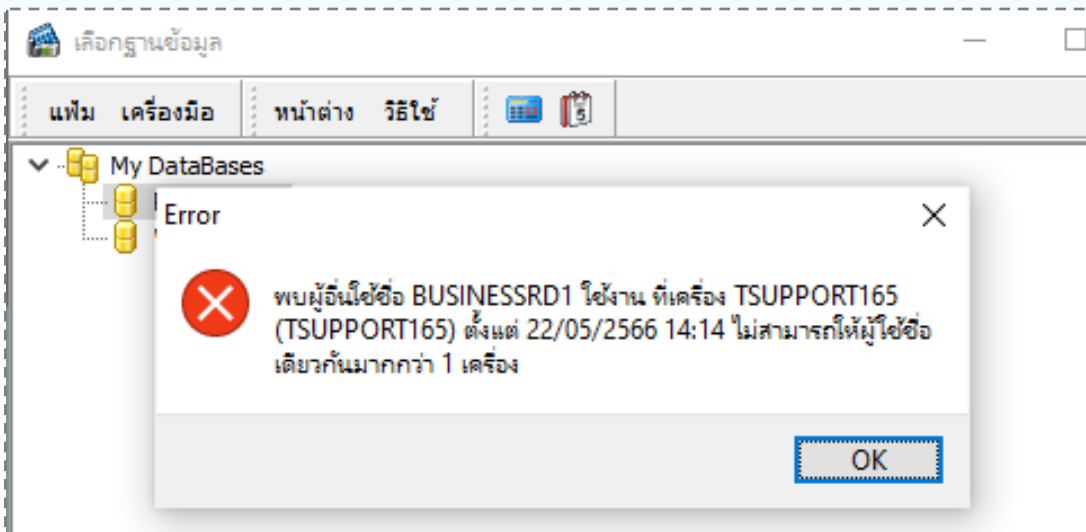 เลือกฐานข้อมูล
แฟ้ม เครื่องมือ หน้าต่าง วิธีใช้ 5
My DataBases
Error
พบผู้อื่นใช้ชื่อ BUSINESSRD1 ใช้งาน ที่เครื่อง TSUPPORT165
(TSUPPORT165) ตั้งแต่ 22/05/2566 14:14 ไม่สามารถให้ผู้ใช้ชื่อ
เดียวกันมากกว่า 1 เครื่อง
OK